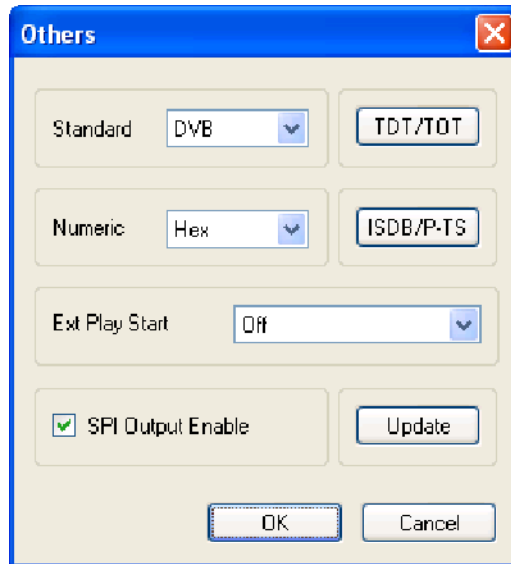 Others
Standard DVB TDT/TOT
Numeric Hex ISDB/P-TS
Ext Play Start Off
SPI Output Enable Update
OK Cancel